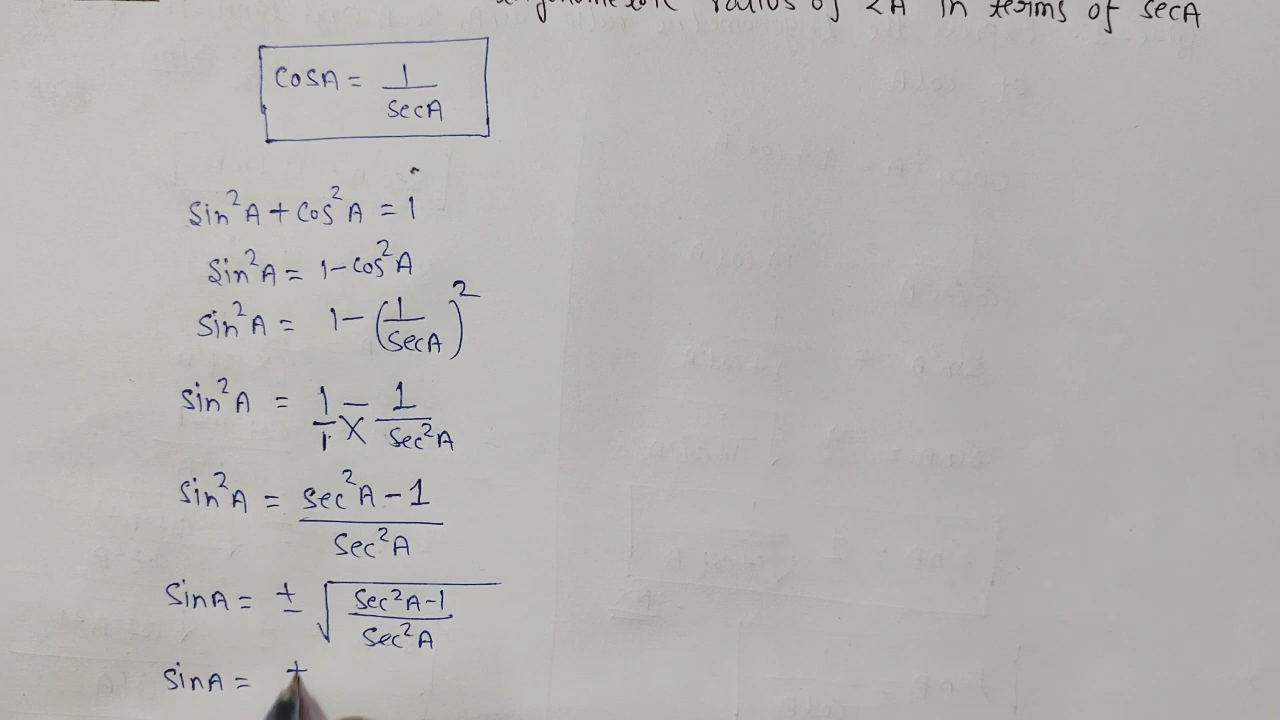 ratios of ∠A in terms of secA
cosA = 1/secA
sin²A + cos²A = 1
sin²A = 1 - cos²A
sin²A = 1 - (1/secA)²
sin²A = 1/1 - 1/sec²A
sin²A = (sec²A - 1)/sec²A
sinA = ± √((sec²A-1)/sec²A)
sinA = +